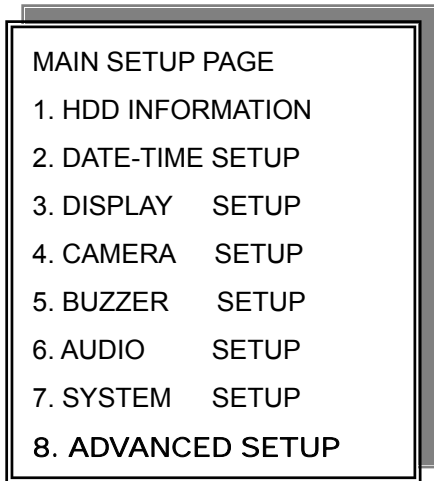 MAIN SETUP PAGE
1. HDD INFORMATION
2. DATE-TIME SETUP
3. DISPLAY SETUP
4. CAMERA SETUP
5. BUZZER SETUP
6. AUDIO SETUP
7. SYSTEM SETUP
8. ADVANCED SETUP